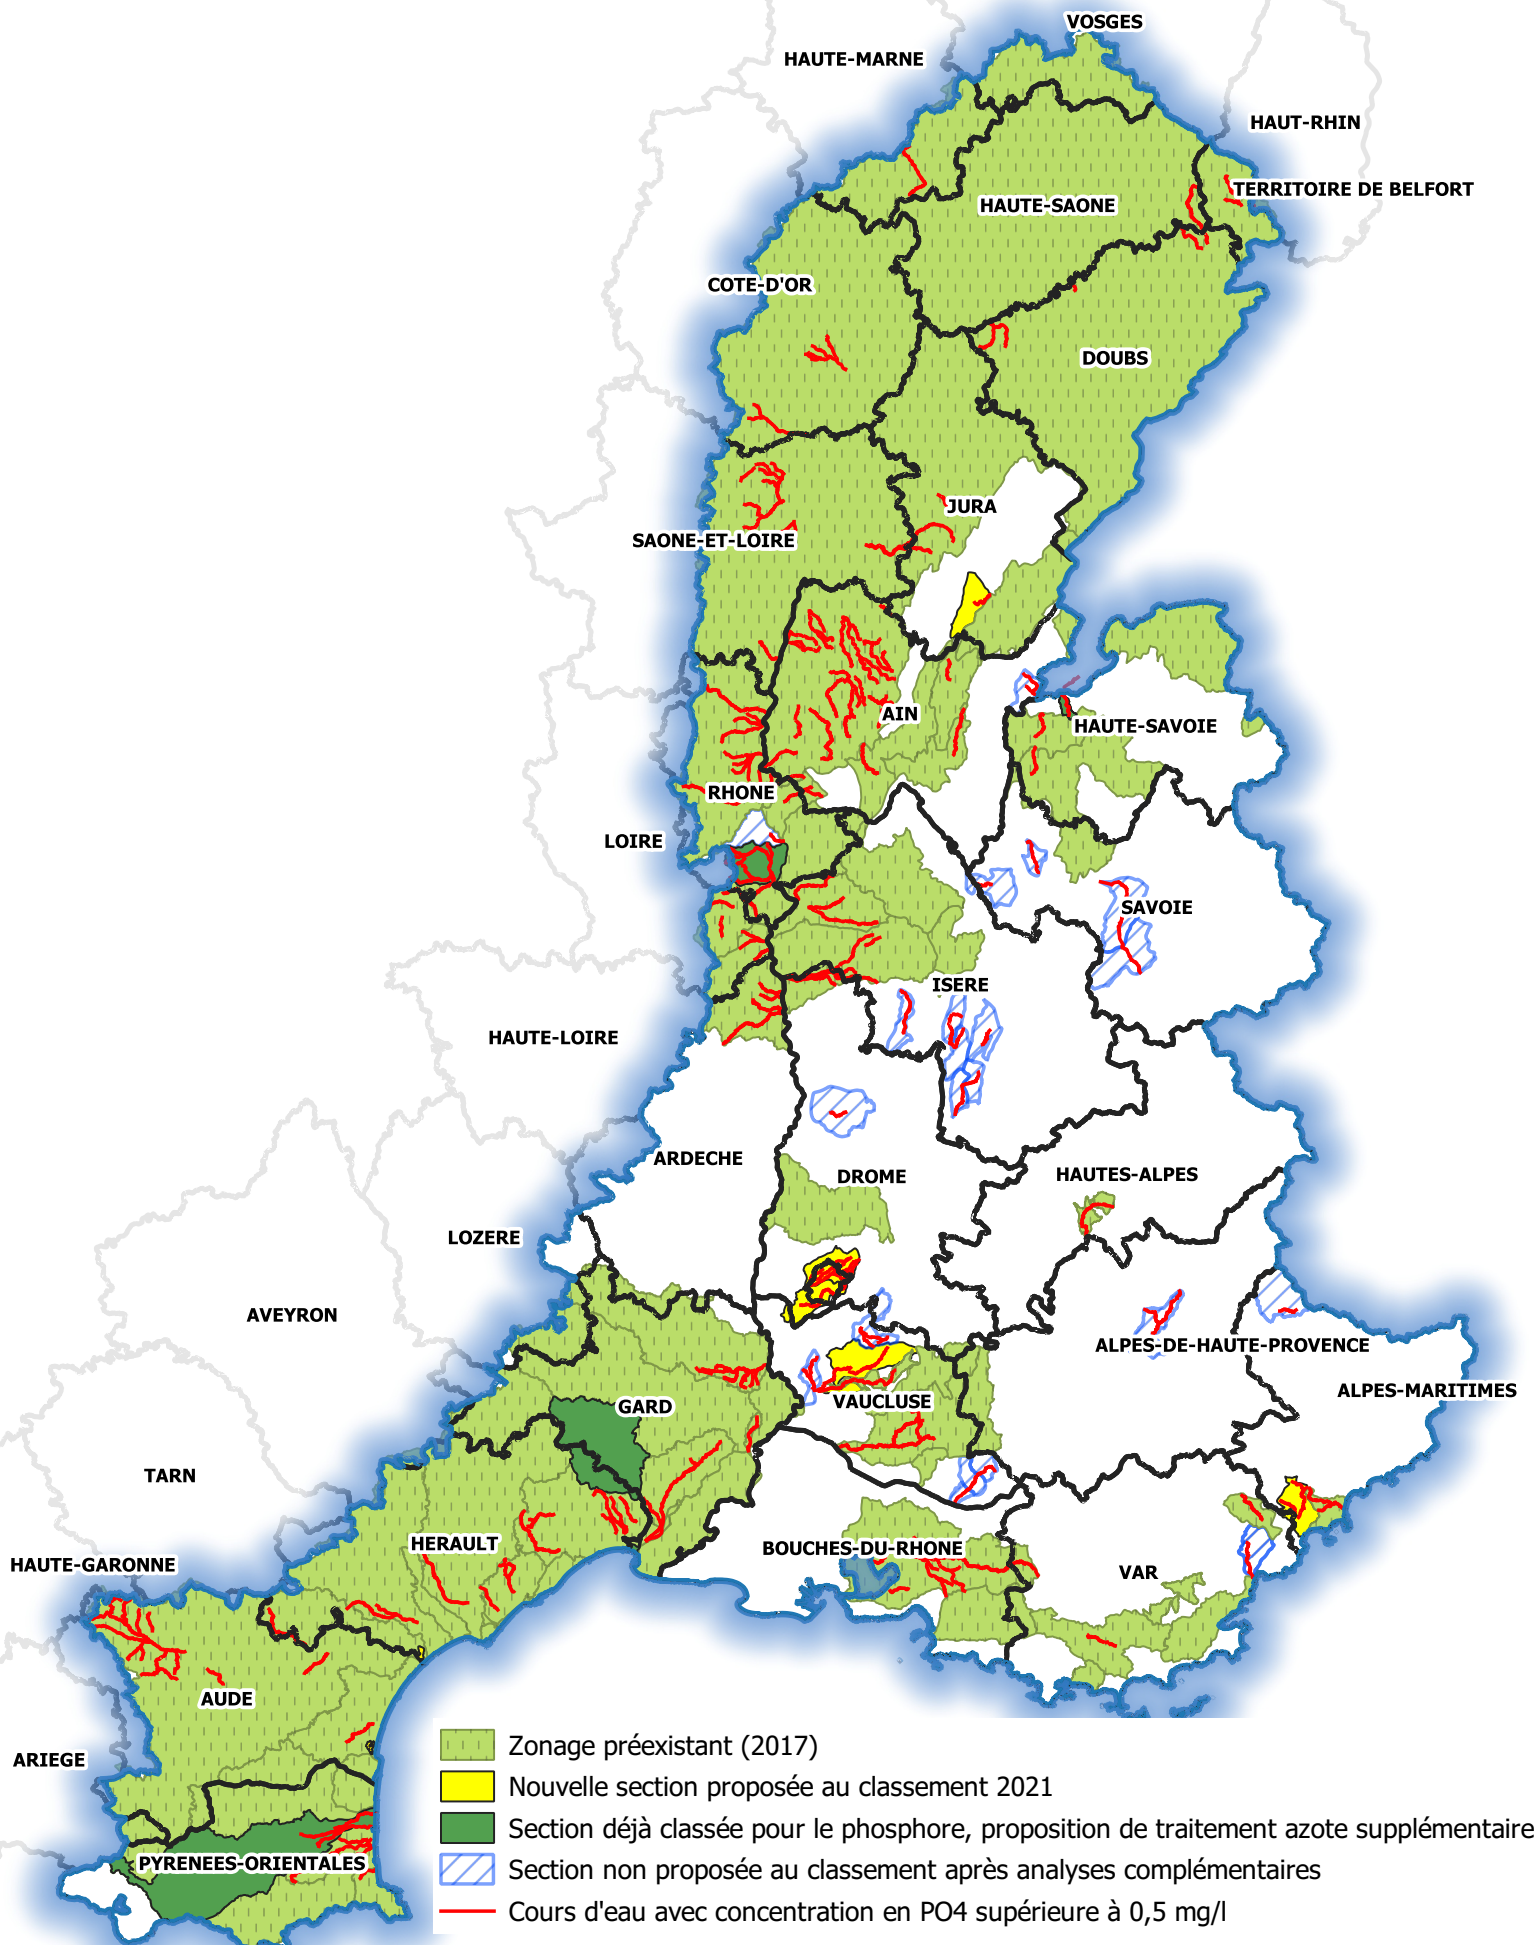 VOSGES
HAUTE-MARNE
HAUT-RHIN
TERRITOIRE DE BELFORT
HAUTE-SAONE
COTE-D'OR
DOUBS
JURA
SAONE-ET-LOIRE
AIN
HAUTE-SAVOIE
RHONE
LOIRE
SAVOIE
ISERE
HAUTE-LOIRE
ARDECHE
DROME
HAUTES-ALPES
LOZERE
AVEYRON
ALPES-DE-HAUTE-PROVENCE
ALPES-MARITIMES
VAUCLUSE
GARD
TARN
HERAULT
BOUCHES-DU-RHONE
HAUTE-GARONNE
VAR
AUDE
ARIEGE
PYRENEES-ORIENTALES
Zonage préexistant (2017)
Nouvelle section proposée au classement 2021
Section déjà classée pour le phosphore, proposition de traitement azote supplémentaire
Section non proposée au classement après analyses complémentaires
Cours d'eau avec concentration en PO4 supérieure à 0,5 mg/l